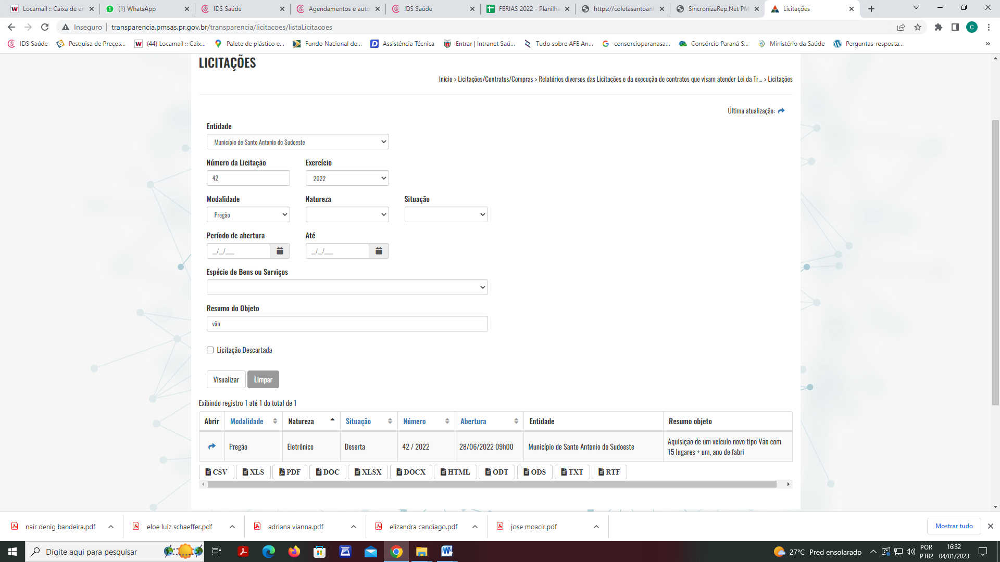 Locamail :: Caixa de en
(1) WhatsApp
IDS Saúde
Agendamentos e auto
IDS Saúde
FERIAS 2022 - Planilha
https://coletasantoant
SincronizaRep.Net PM
Licitações
Inseguro
transparencia.pmsas.pr.gov.br/transparencia/licitacoes/listaLicitacoes
C
IDS Saúde
Pesquisa de Preços...
(44) Locamail :: Caix...
Palete de plástico e...
Fundo Nacional de...
Assistência Técnica
Entrar | Intranet Saú...
Tudo sobre AFE An...
consorcioparanasa...
Consórcio Paraná S...
Ministério da Saúde
Perguntas-resposta...
»
LICITAÇÕES
Início > Licitações/Contratos/Compras > Relatórios diversos das Licitações e da execução de contratos que visam atender Lei da Tr... > Licitações
Última atualização:
Entidade
Município de Santo Antonio do Sudoeste
Número da Licitação Exercício
42 2022
Modalidade Natureza Situação
Pregão
Período de abertura Até
__/__/____ __/__/____
Espécie de Bens ou Serviços
Resumo do Objeto
vãn
Licitação Descartada
Visualizar Limpar
Exibindo registro 1 até 1 do total de 1
Abrir Modalidade Natureza Situação Número Abertura Entidade Resumo objeto
Pregão Eletrônico Deserta 42 / 2022 28/06/2022 09h00 Município de Santo Antonio do Sudoeste Aquisição de um veículo novo tipo Vãn com
15 lugares + um, ano de fabri
CSV XLS PDF DOC XLSX DOCX HTML ODT ODS TXT RTF
nair denig bandeira.pdf
eloe luiz schaeffer.pdf
adriana vianna.pdf
elizandra candiago.pdf
jose moacir.pdf
Mostrar tudo
Digite aqui para pesquisar
27°C Pred ensolarado
POR
PTB2
16:32
04/01/2023